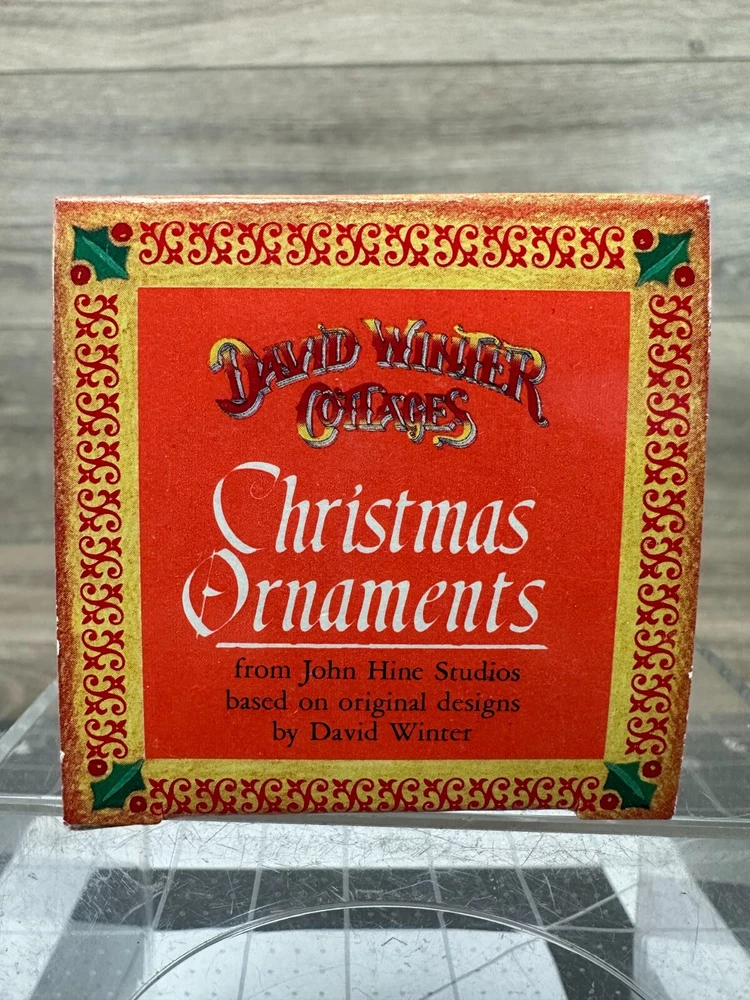 DAVID WINTER
COTTAGES
Christmas
Ornaments
from John Hine Studios
based on original designs
by David Winter